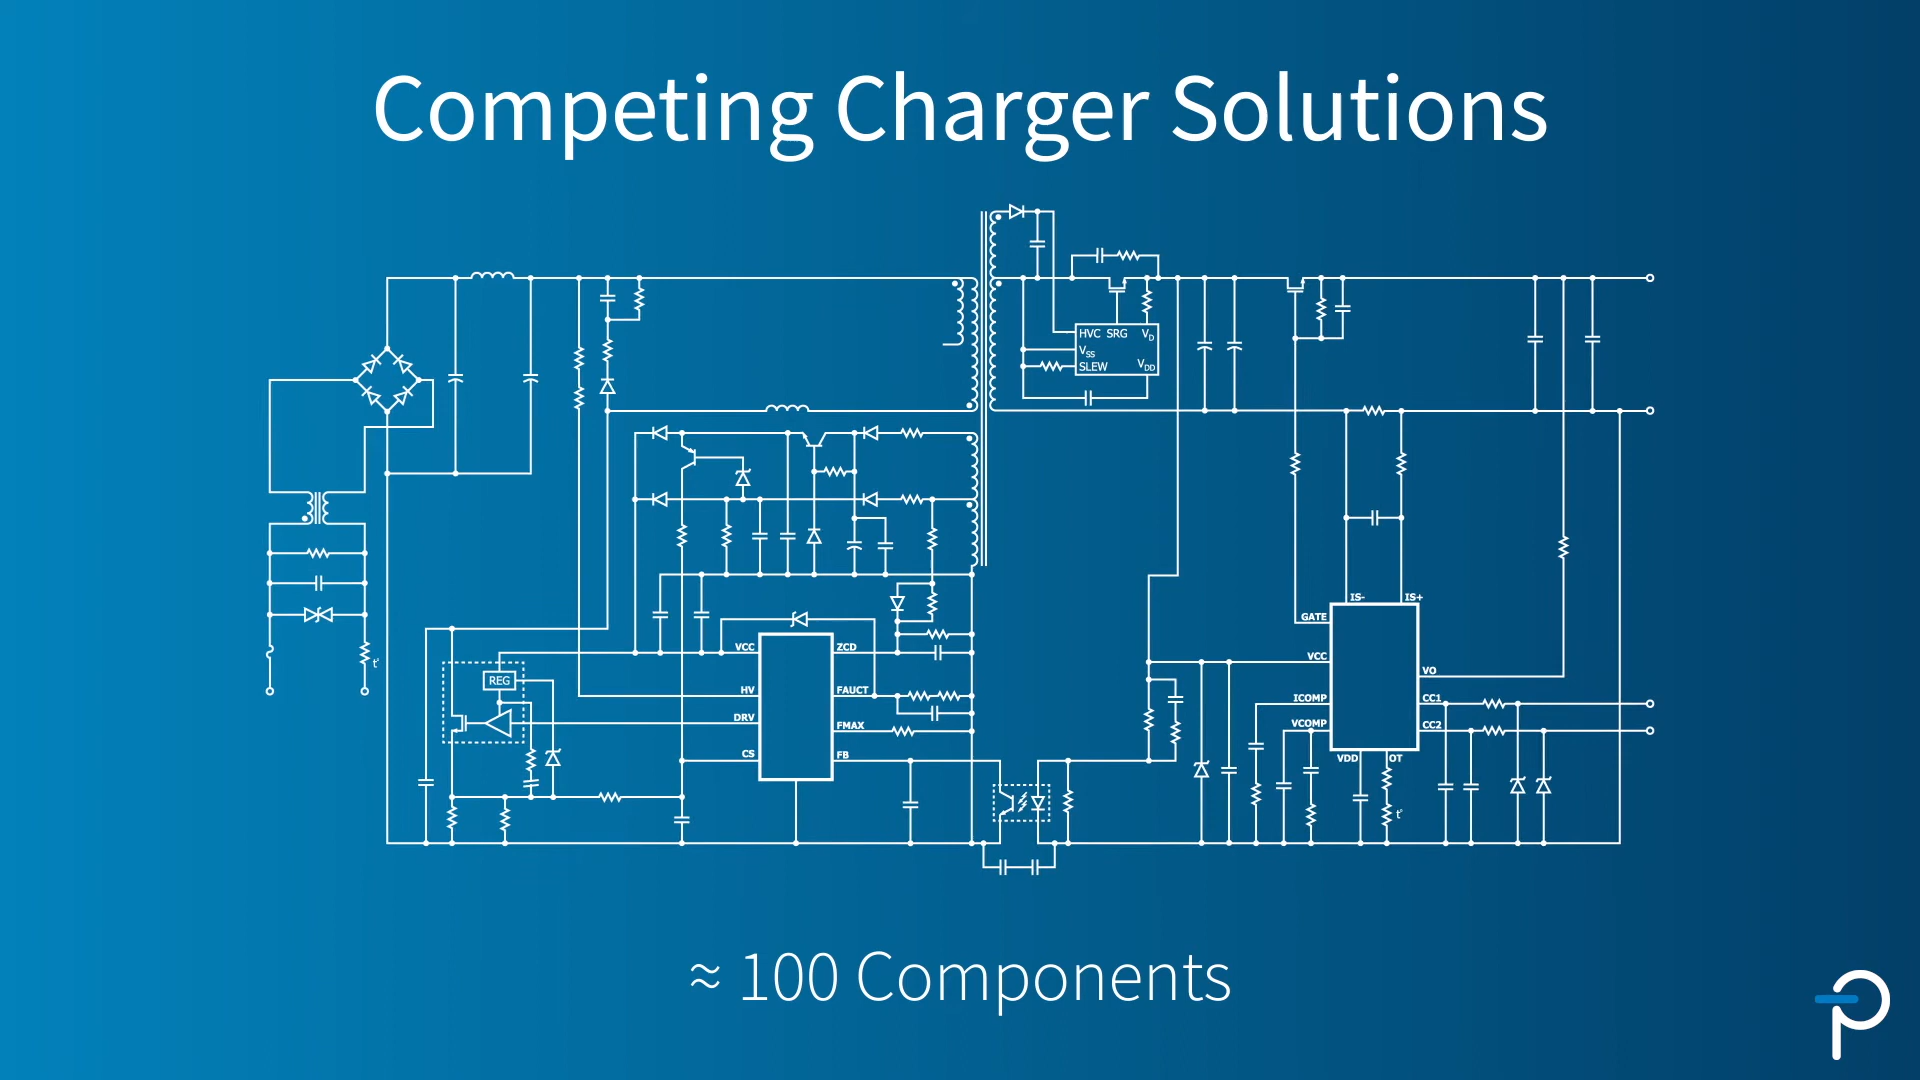 Competing Charger Solutions
HVC SRG VD
VSS
SLEW VDD
IS- IS+
GATE
VCC ZCD
VCC
REG
HV FAUCT
VO
ICOMP CC1
DRV FMAX
VCOMP CC2
CS FB
VDD OT
t°
t°
≈ 100 Components